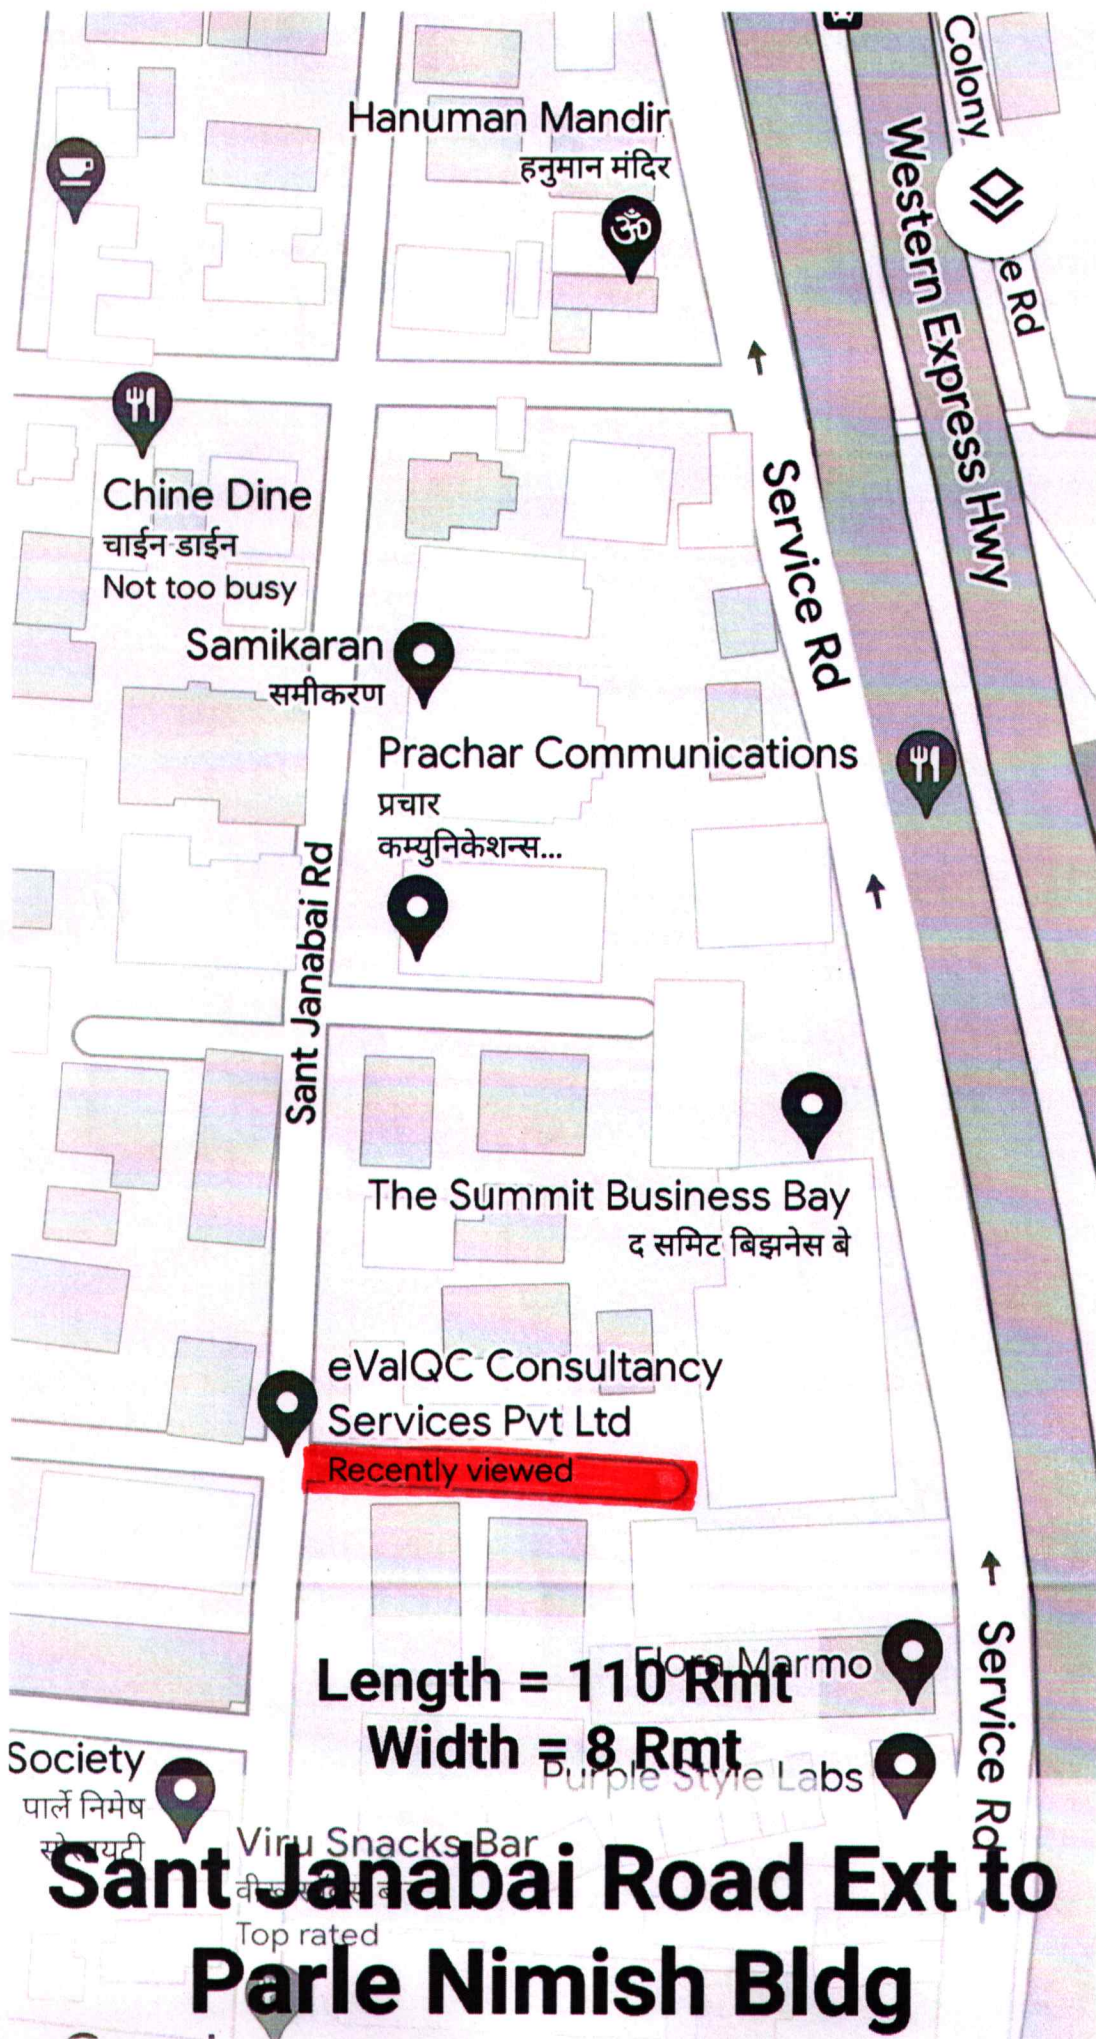 Colony
Western Express Hwy
e Rd
Hanuman Mandir
हनुमान मंदिर
Chine Dine
चाईन डाईन
Not too busy
Service Rd
Samikaran
समीकरण
Prachar Communications
प्रचार
कम्युनिकेशन्स...
Sant Janabai Rd
The Summit Business Bay
द समिट बिझनेस बे
eValQC Consultancy
Services Pvt Ltd
Recently viewed
Flora Marmo
Length = 110 Rmt
Width = 8 Rmt
Purple Style Labs
Service Rd
Society
पार्ले निमेष
Viru Snacks Bar
Sant Janabai Road Ext to
Top rated
Parle Nimish Bldg